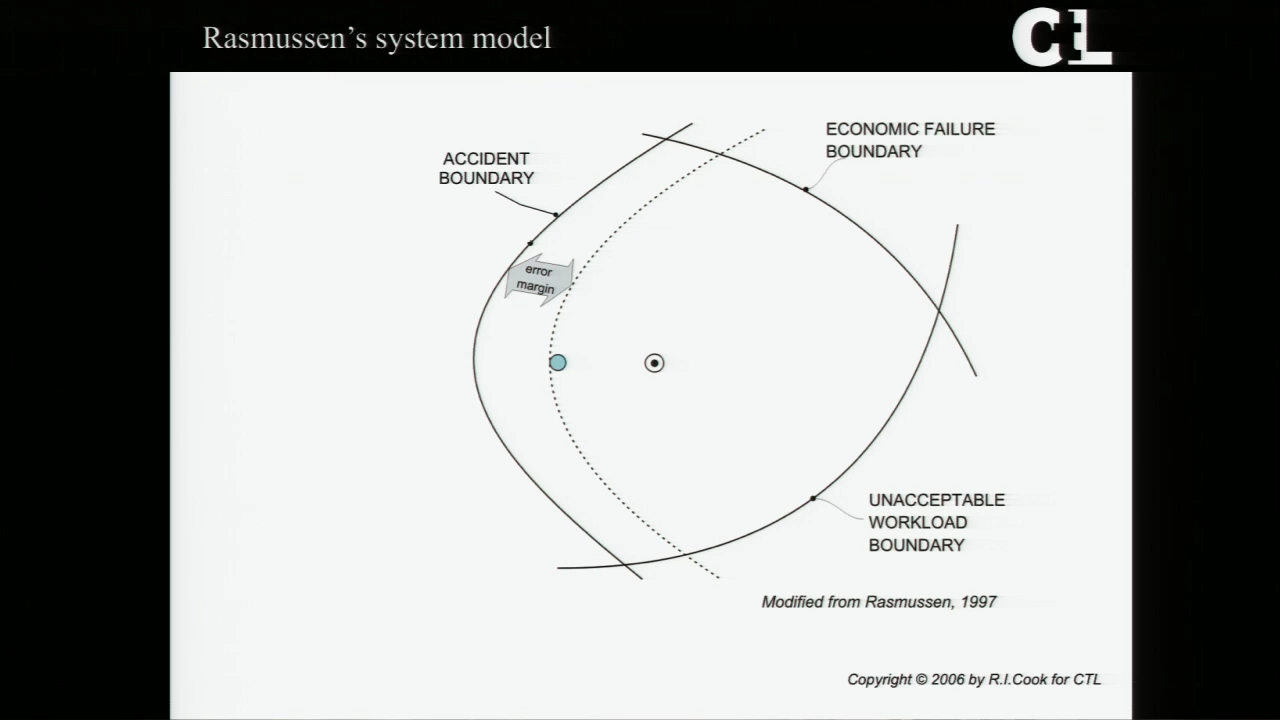 Rasmussen's system model
CtL
ACCIDENT
BOUNDARY
ECONOMIC FAILURE
BOUNDARY
error
margin
UNACCEPTABLE
WORKLOAD
BOUNDARY
Modified from Rasmussen, 1997
Copyright © 2006 by R.I.Cook for CTL